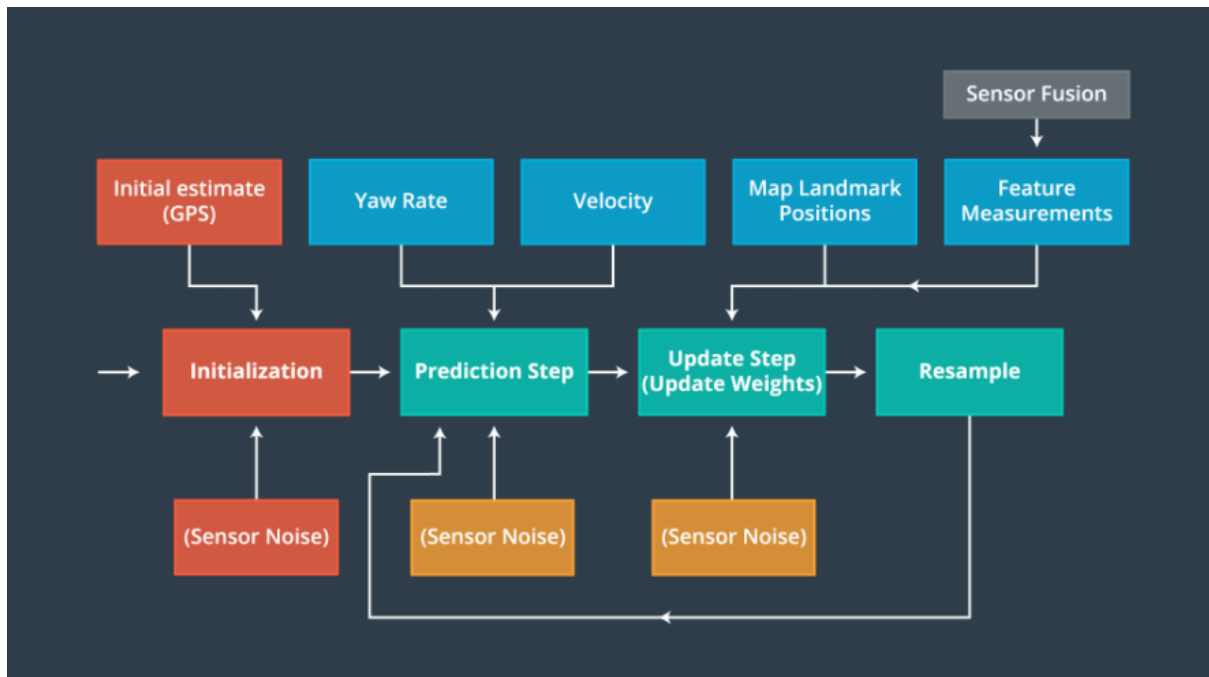 Sensor Fusion
Initial estimate
(GPS)
Yaw Rate
Velocity
Map Landmark
Positions
Feature
Measurements
Initialization
Prediction Step
Update Step
(Update Weights)
Resample
(Sensor Noise)
(Sensor Noise)
(Sensor Noise)